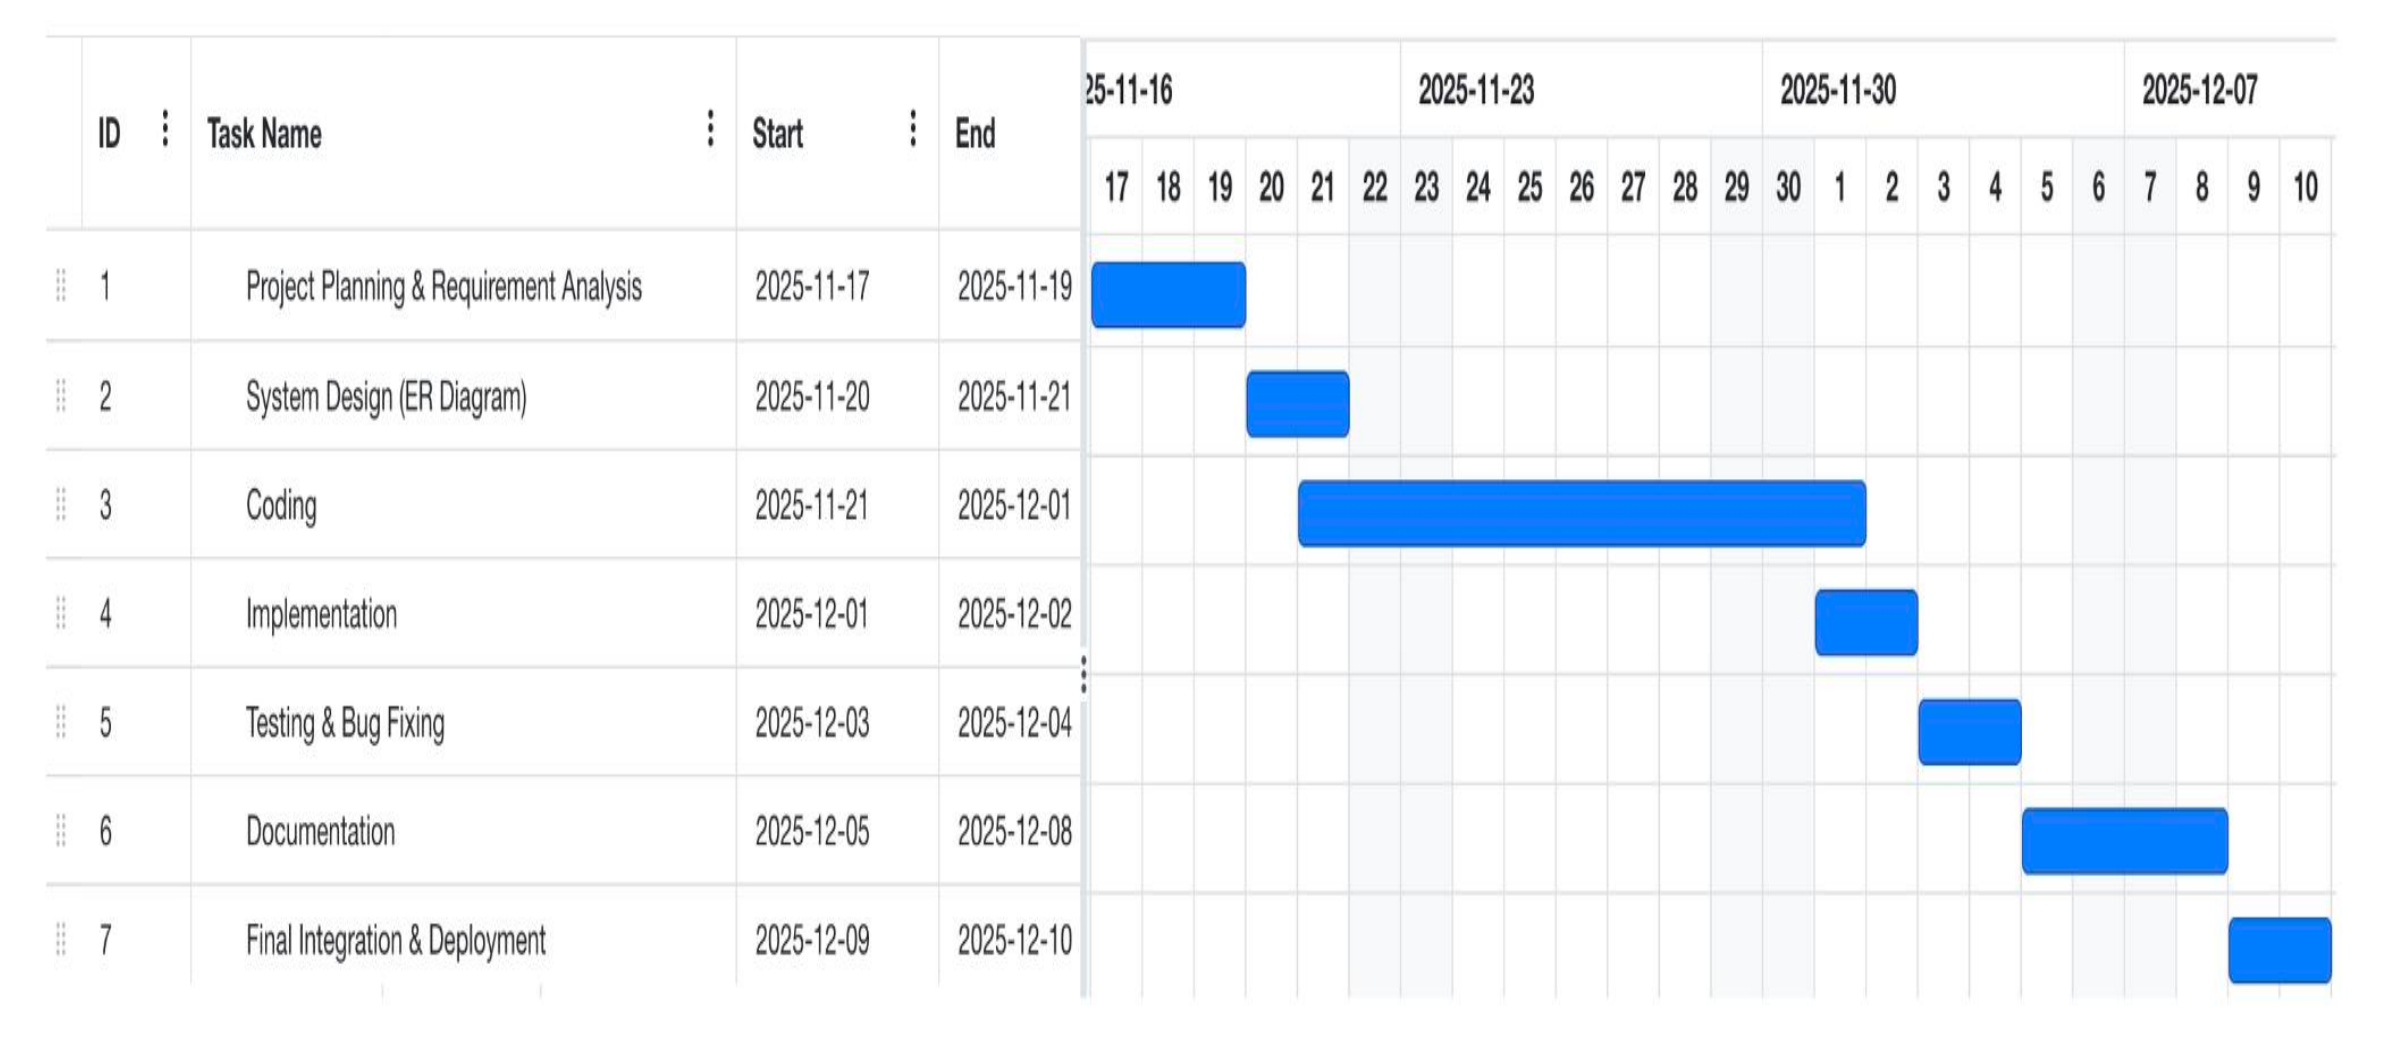 25-11-16 2025-11-23 2025-11-30 2025-12-07
ID Task Name Start End
17 18 19 20 21 22 23 24 25 26 27 28 29 30 1 2 3 4 5 6 7 8 9 10
1 Project Planning & Requirement Analysis 2025-11-17 2025-11-19
2 System Design (ER Diagram) 2025-11-20 2025-11-21
3 Coding 2025-11-21 2025-12-01
4 Implementation 2025-12-01 2025-12-02
5 Testing & Bug Fixing 2025-12-03 2025-12-04
6 Documentation 2025-12-05 2025-12-08
7 Final Integration & Deployment 2025-12-09 2025-12-10